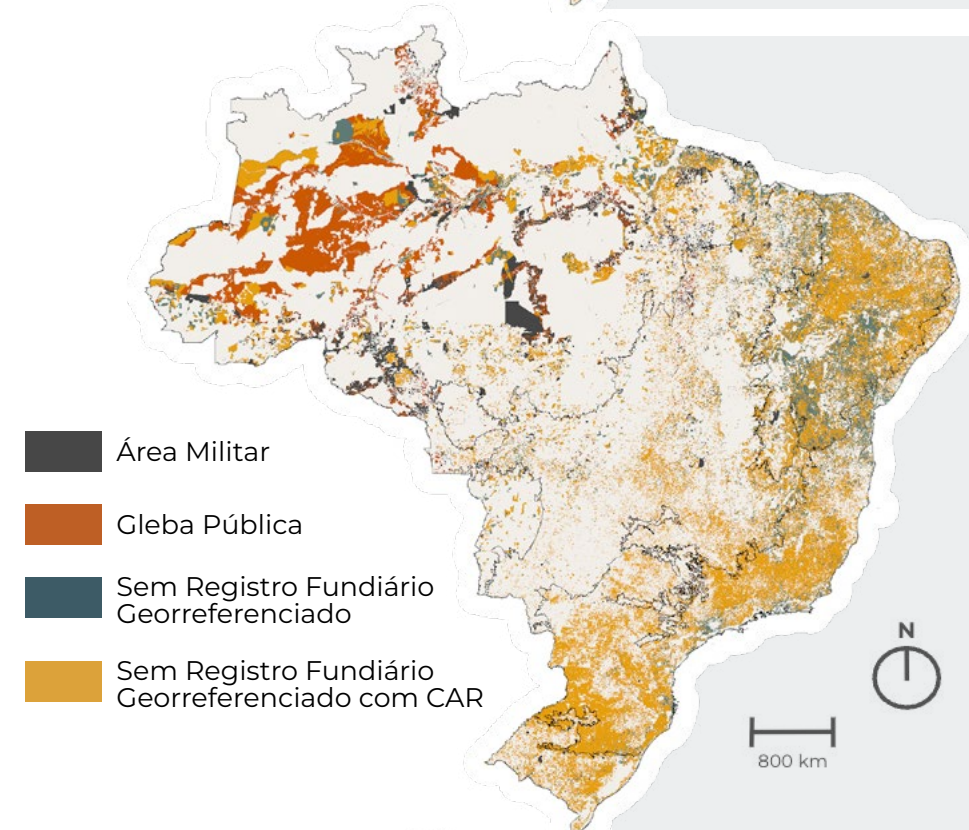 Área Militar
Gleba Pública
Sem Registro Fundiário
Georreferenciado
Sem Registro Fundiário
Georreferenciado com CAR
N
800 km